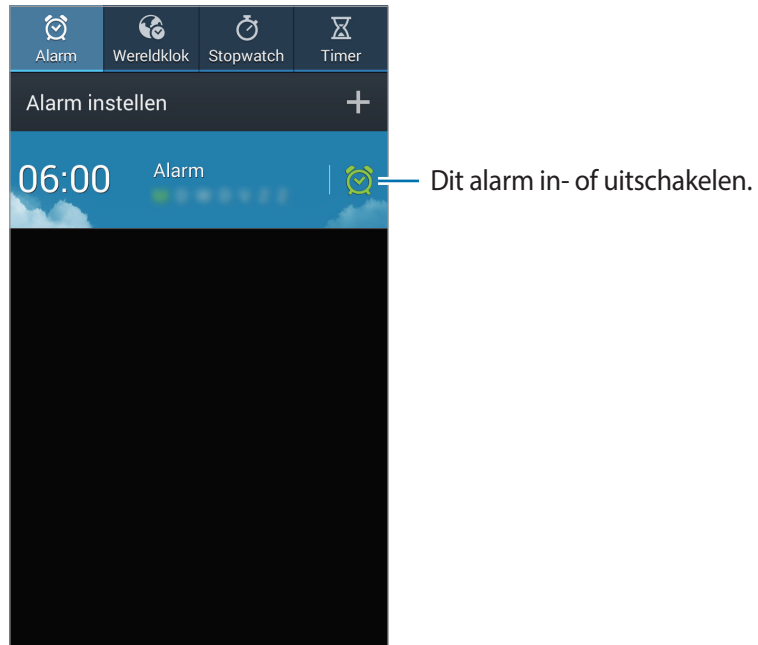 Alarm Wereldklok Stopwatch Timer
Alarm instellen
06:00 Alarm
Dit alarm in- of uitschakelen.